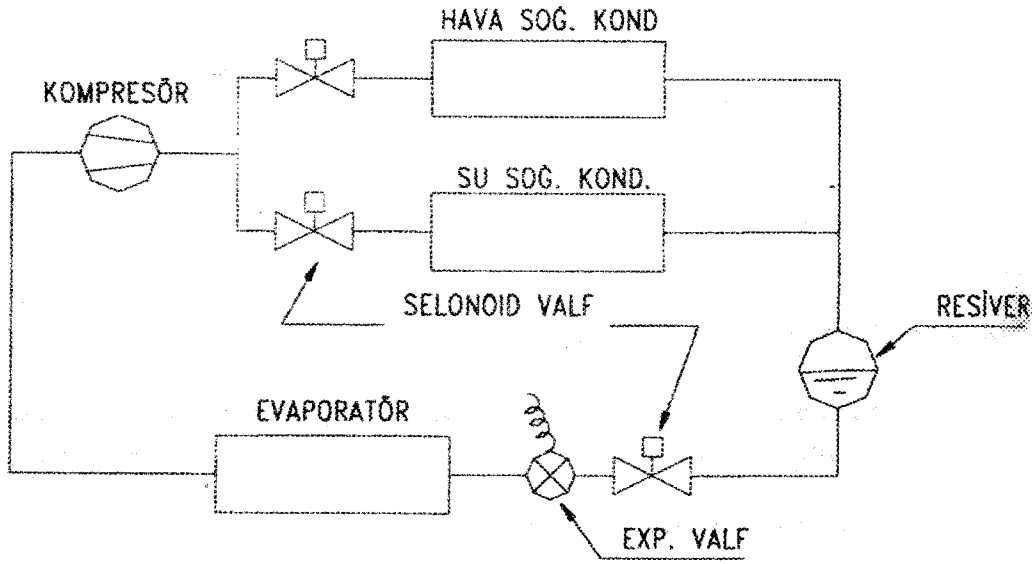 HAVA SOĞ. KOND
KOMPRESÖR
SU SOĞ. KOND.
SELONOID VALF
RESİVER
EVAPORATÖR
EXP. VALF